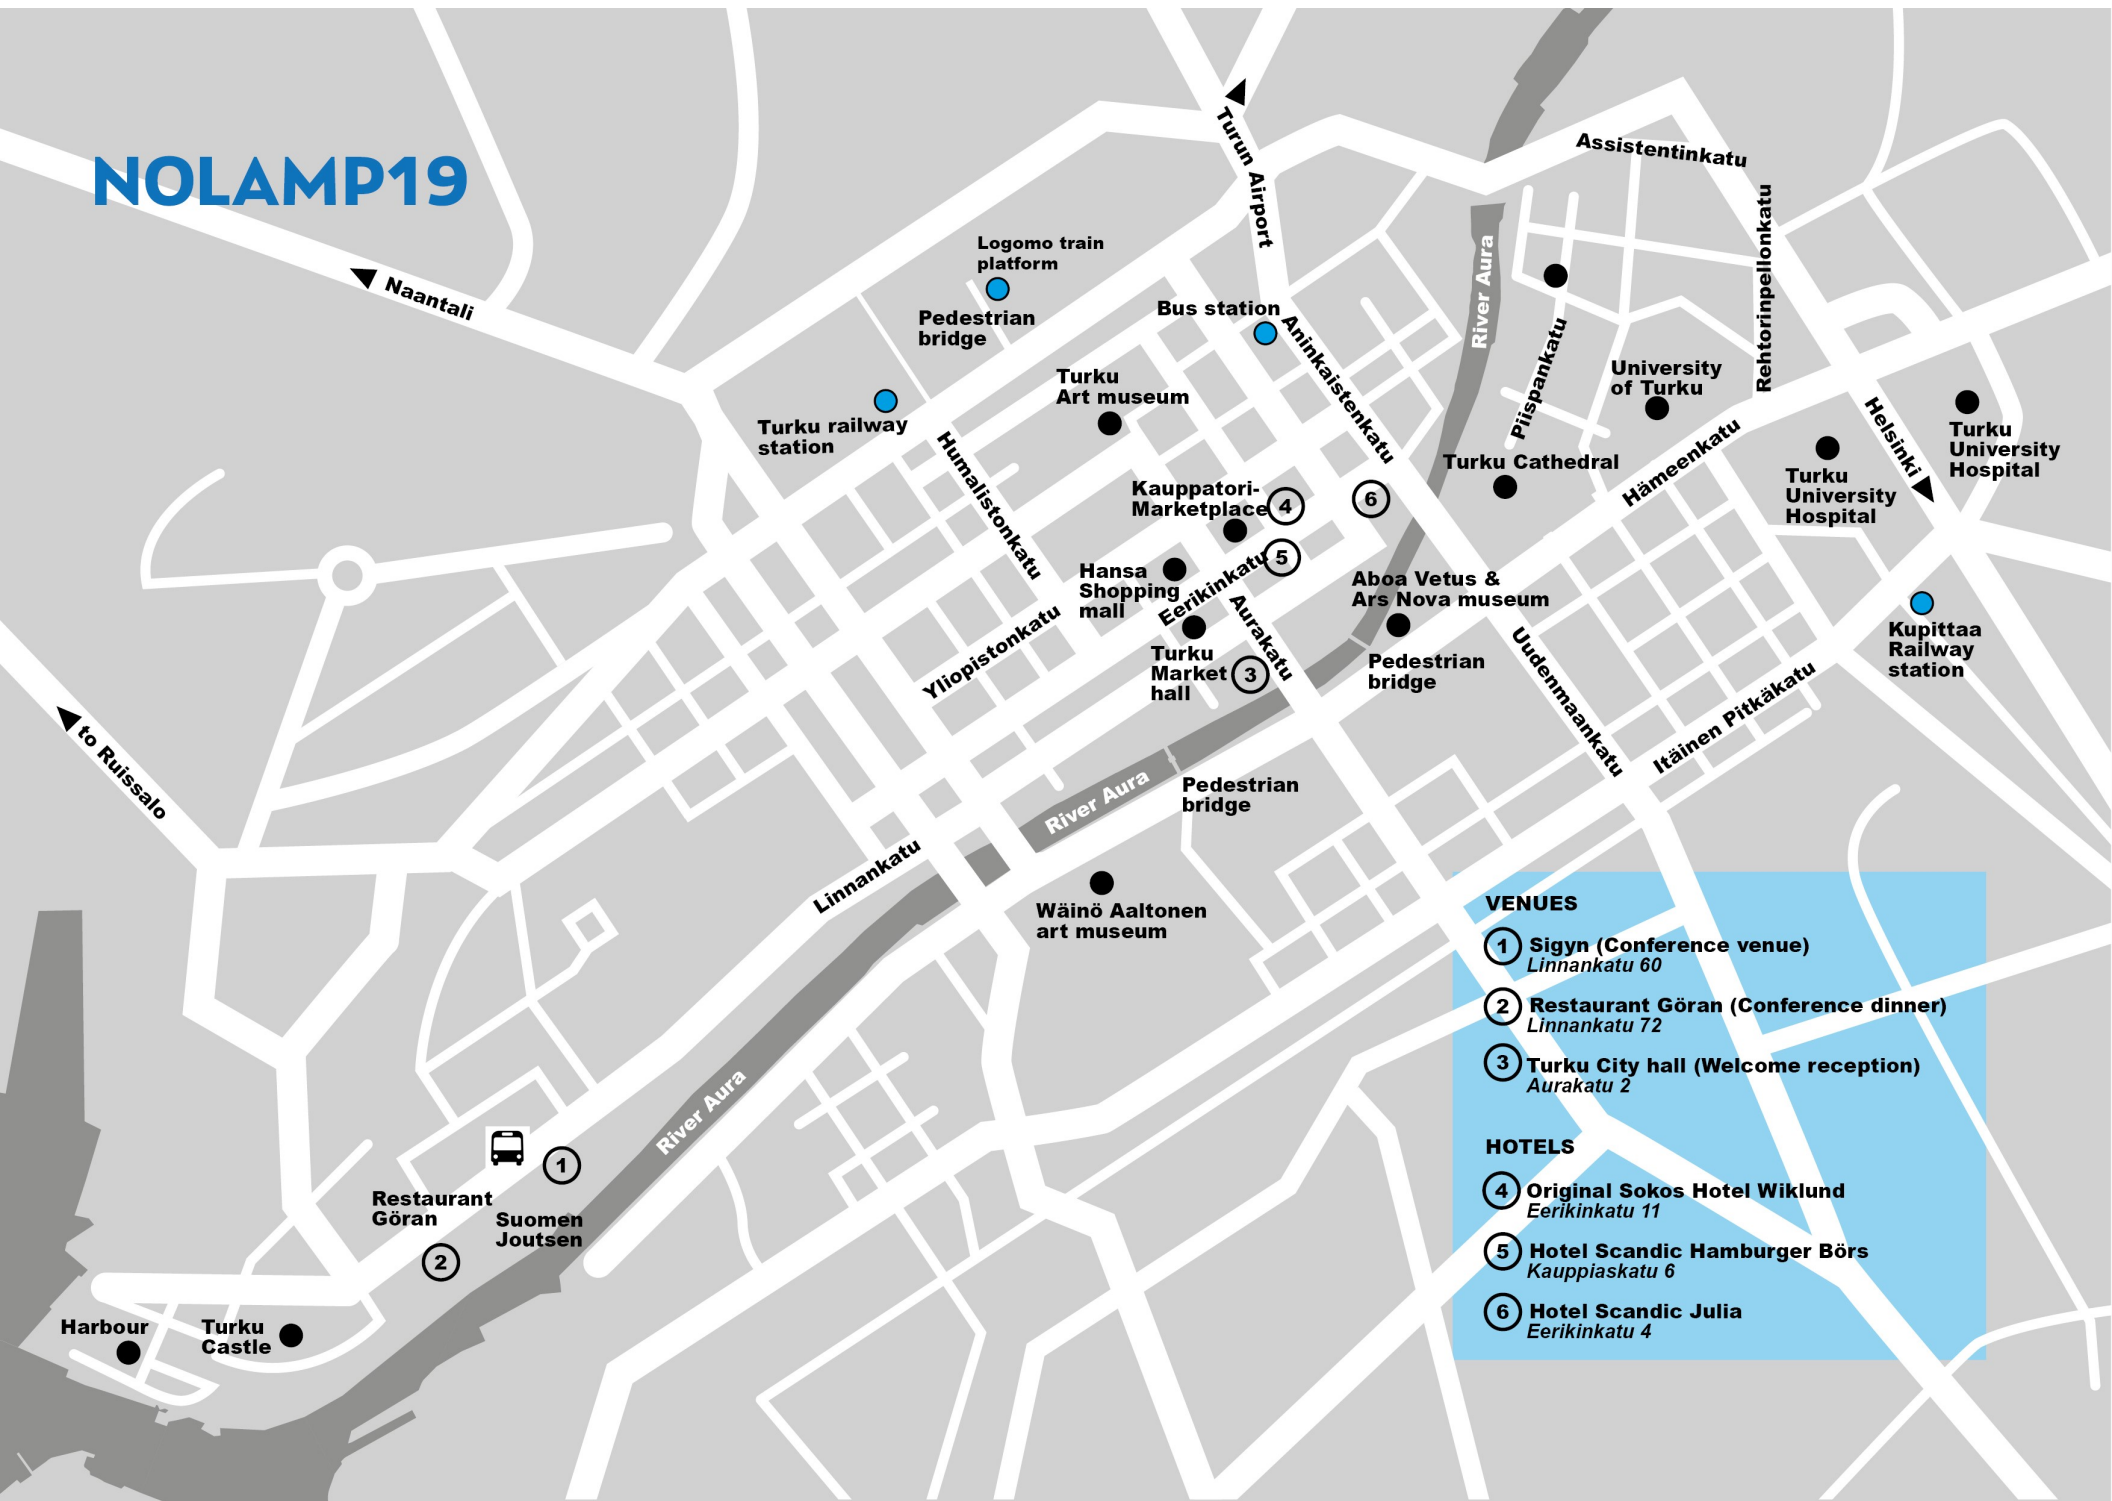 NOLAMP19
Turun Airport
Assistentinkatu
Rehtorinpellonkatu
Naantali
Logomo train
platform
Pedestrian
bridge
Bus station
Aninkaistenkatu
River Aura
Piispankatu
University
of Turku
Turku
Art museum
Turku railway
station
Humalistonkatu
Helsinki
Turku
University
Hospital
Turku
University
Hospital
Hämeenkatu
Turku Cathedral
Kauppatori-
Marketplace
4
6
5
Hansa
Shopping
mall
Eerikinkatu
Aurakatu
Aboa Vetus &
Ars Nova museum
Yliopistonkatu
Turku
Market
hall
3
Pedestrian
bridge
Uudenmaankatu
Itäinen Pitkäkatu
Kupittaa
Railway
station
to Ruissalo
River Aura
Pedestrian
bridge
Linnankatu
Wäinö Aaltonen
art museum
River Aura
1
Restaurant
Göran
Suomen
Joutsen
2
Harbour
Turku
Castle
VENUES
1 Sigyn (Conference venue)
Linnankatu 60
2 Restaurant Göran (Conference dinner)
Linnankatu 72
3 Turku City hall (Welcome reception)
Aurakatu 2
HOTELS
4 Original Sokos Hotel Wiklund
Eerikinkatu 11
5 Hotel Scandic Hamburger Börs
Kauppiaskatu 6
6 Hotel Scandic Julia
Eerikinkatu 4